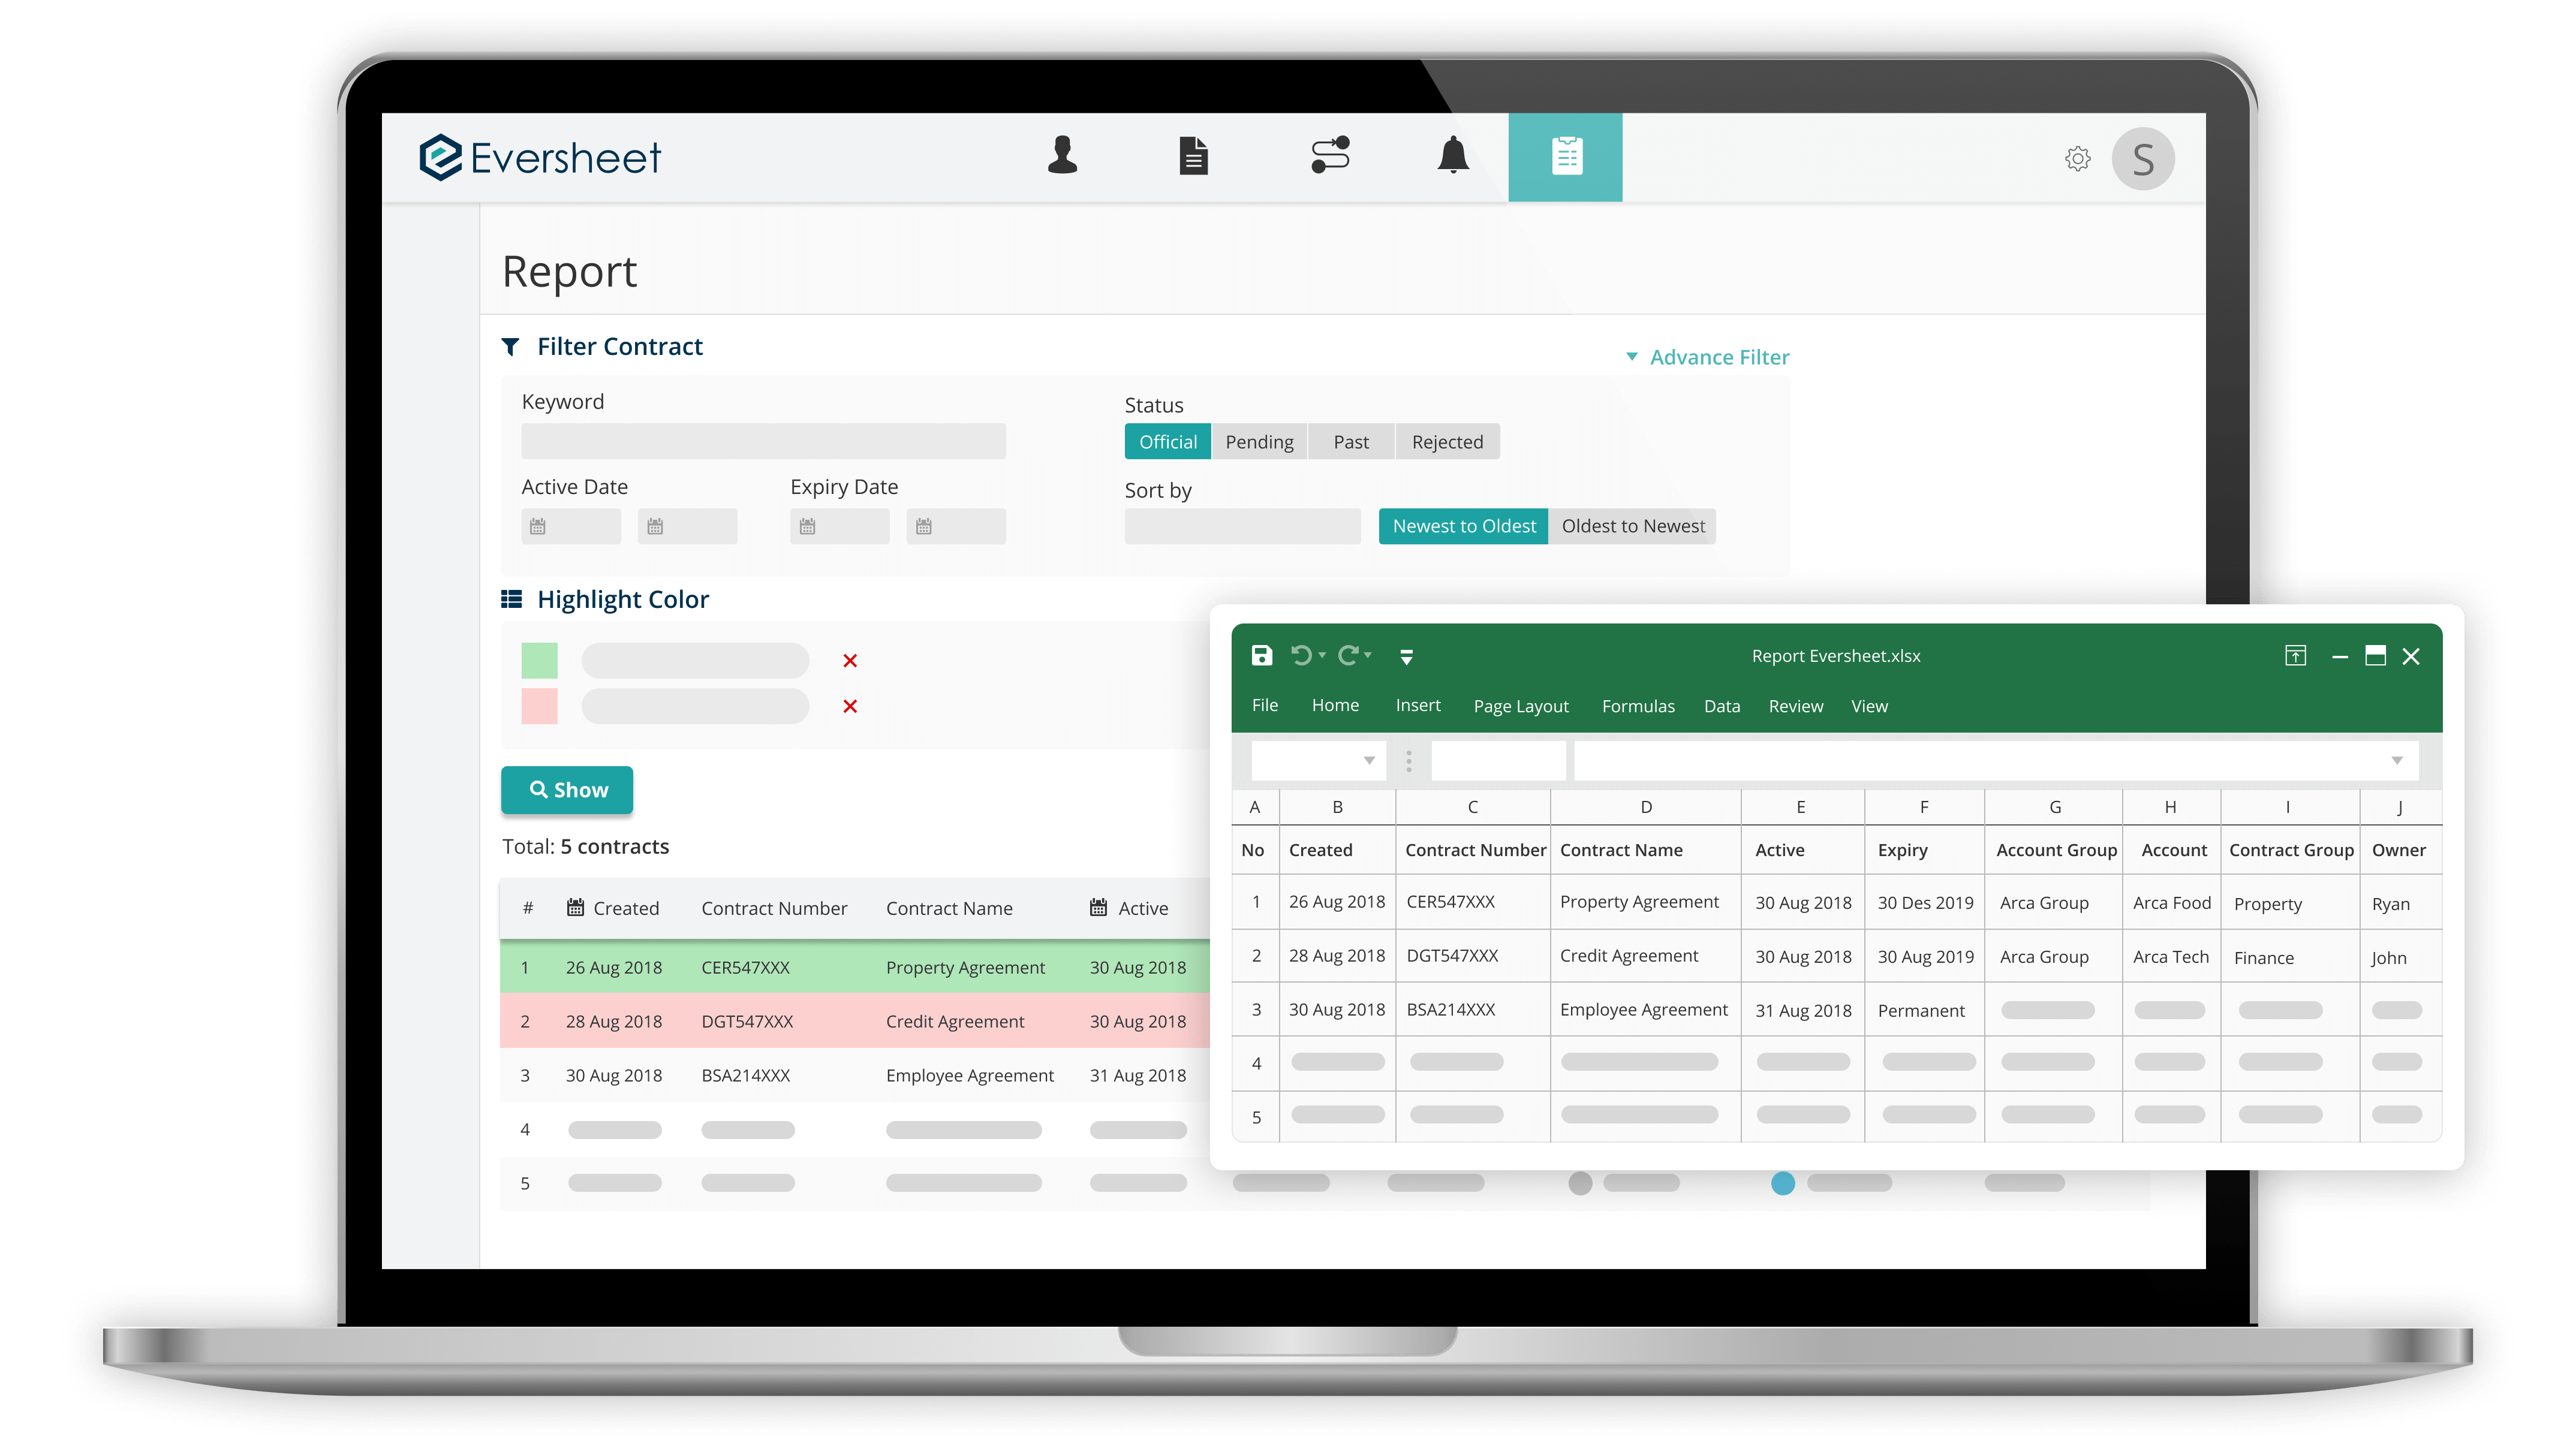 Eversheet
S
Report
Filter Contract
Advance Filter
Keyword
Status
Official Pending Past Rejected
Active Date Expiry Date
Sort by
Newest to Oldest Oldest to Newest
Highlight Color
Show
Total: 5 contracts
# Created Contract Number Contract Name Active
1 26 Aug 2018 CER547XXX Property Agreement 30 Aug 2018
2 28 Aug 2018 DGT547XXX Credit Agreement 30 Aug 2018
3 30 Aug 2018 BSA214XXX Employee Agreement 31 Aug 2018
4
5
Report Eversheet.xlsx
File Home Insert Page Layout Formulas Data Review View
A B C D E F G H I J
No Created Contract Number Contract Name Active Expiry Account Group Account Contract Group Owner
1 26 Aug 2018 CER547XXX Property Agreement 30 Aug 2018 30 Des 2019 Arca Group Arca Food Property Ryan
2 28 Aug 2018 DGT547XXX Credit Agreement 30 Aug 2018 30 Aug 2019 Arca Group Arca Tech Finance John
3 30 Aug 2018 BSA214XXX Employee Agreement 31 Aug 2018 Permanent
4
5